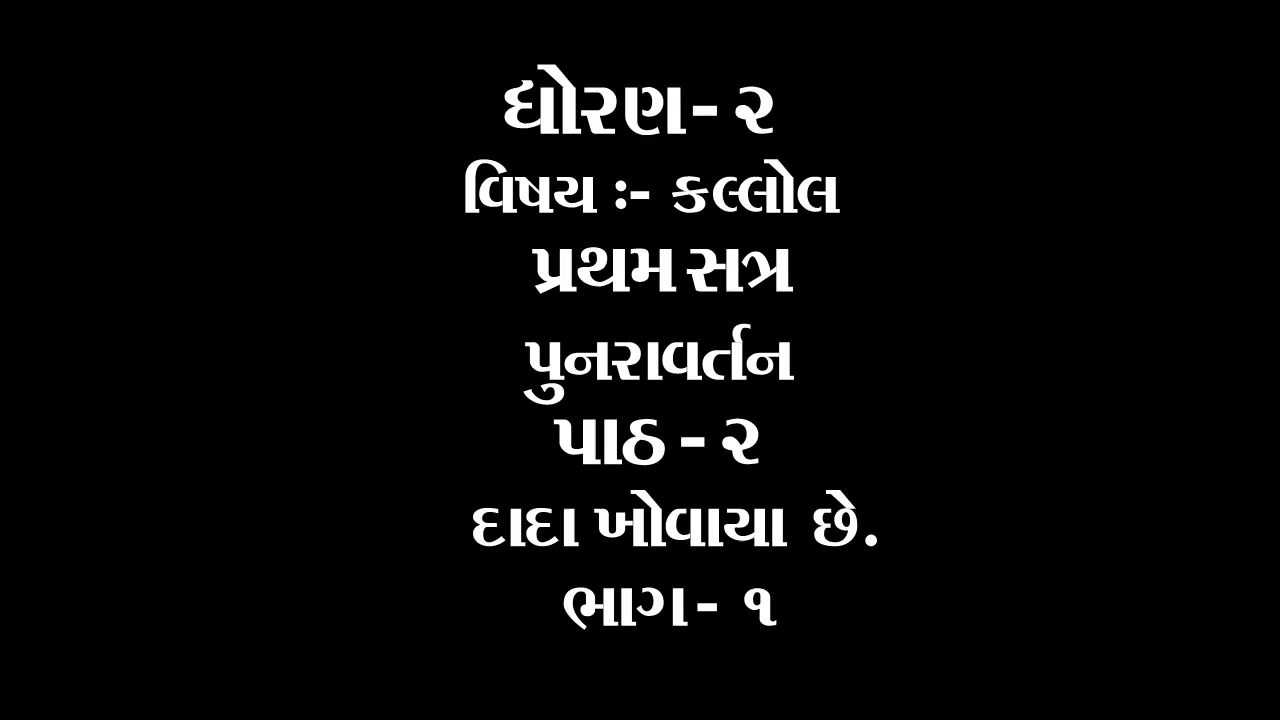 ધોરણ- ૨
વિષય :- કલ્લોલ
પ્રથમ સત્ર
પુનરાવર્તન
પાઠ - ૨
દાદા ખોવાયા છે.
ભાગ- ૧